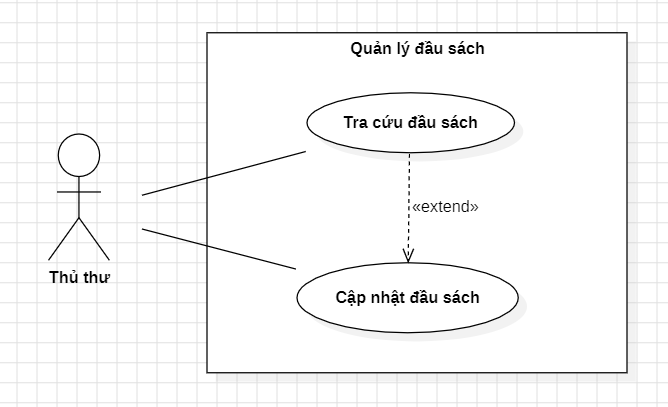 Quản lý đầu sách
Tra cứu đầu sách
«extend»
Thủ thư
Cập nhật đầu sách